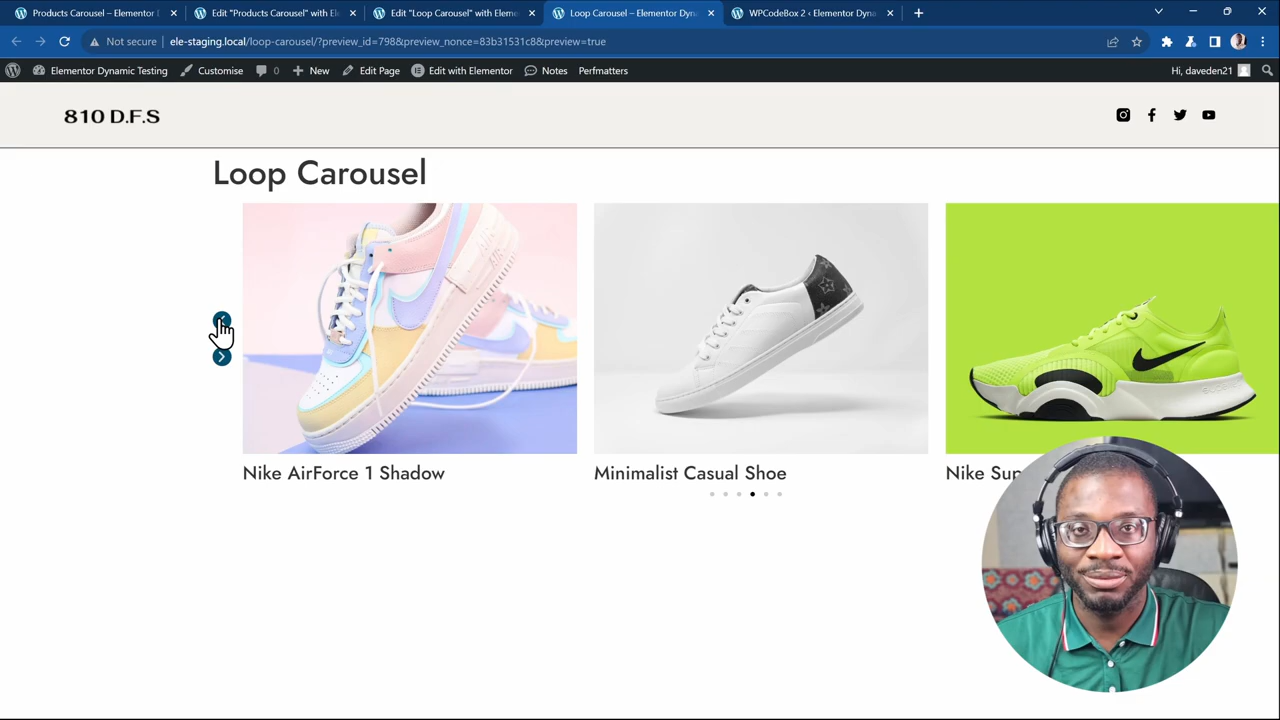 Products Carousel – Elementor D
Edit "Products Carousel" with El
Edit "Loop Carousel" with Eleme
Loop Carousel – Elementor Dyna
WPCodeBox 2 ‹ Elementor Dynam
Not secure
ele-staging.local/loop-carousel/?preview_id=798&preview_nonce=83b31531c8&preview=true
Elementor Dynamic Testing
Customise
0
New
Edit Page
Edit with Elementor
Notes
Perfmatters
Hi, daveden21
810 D.F.S
Loop Carousel
Nike AirForce 1 Shadow
Minimalist Casual Shoe
Nike Sup